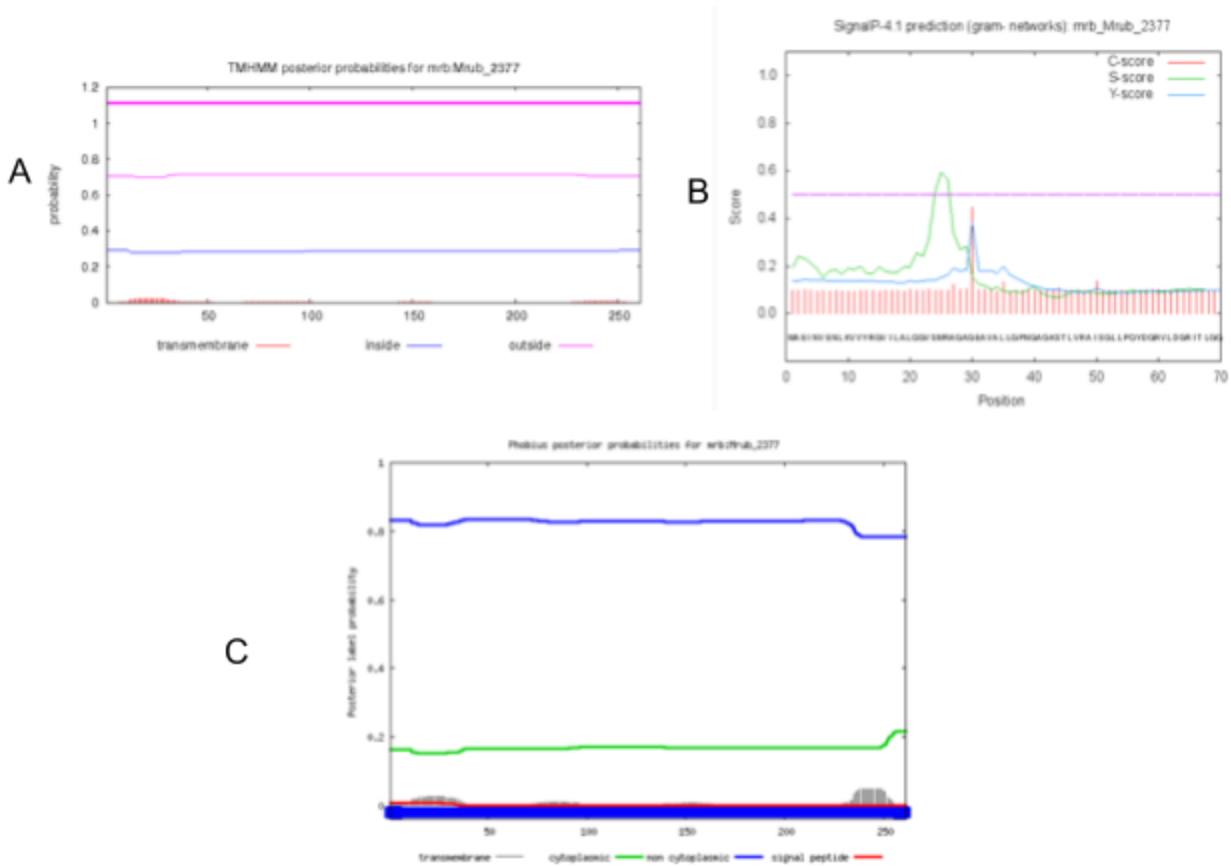 A
TMHMM posterior probabilities for mrb:Mrub_2377
probability
1.2
1
0.8
0.6
0.4
0.2
0
50 100 150 200 250
transmembrane inside outside
B
SignalP-4.1 prediction (gram- networks): mrb_Mrub_2377
C-score
S-score
Y-score
Score
1.0
0.8
0.6
0.4
0.2
0.0
0 10 20 30 40 50 60 70
Position
C
Phobius posterior probabilities for mrb:Mrub_2377
Posterior label probability
1
0.8
0.6
0.4
0.2
0
50 100 150 200 250
transmembrane cytoplasmic non cytoplasmic signal peptide